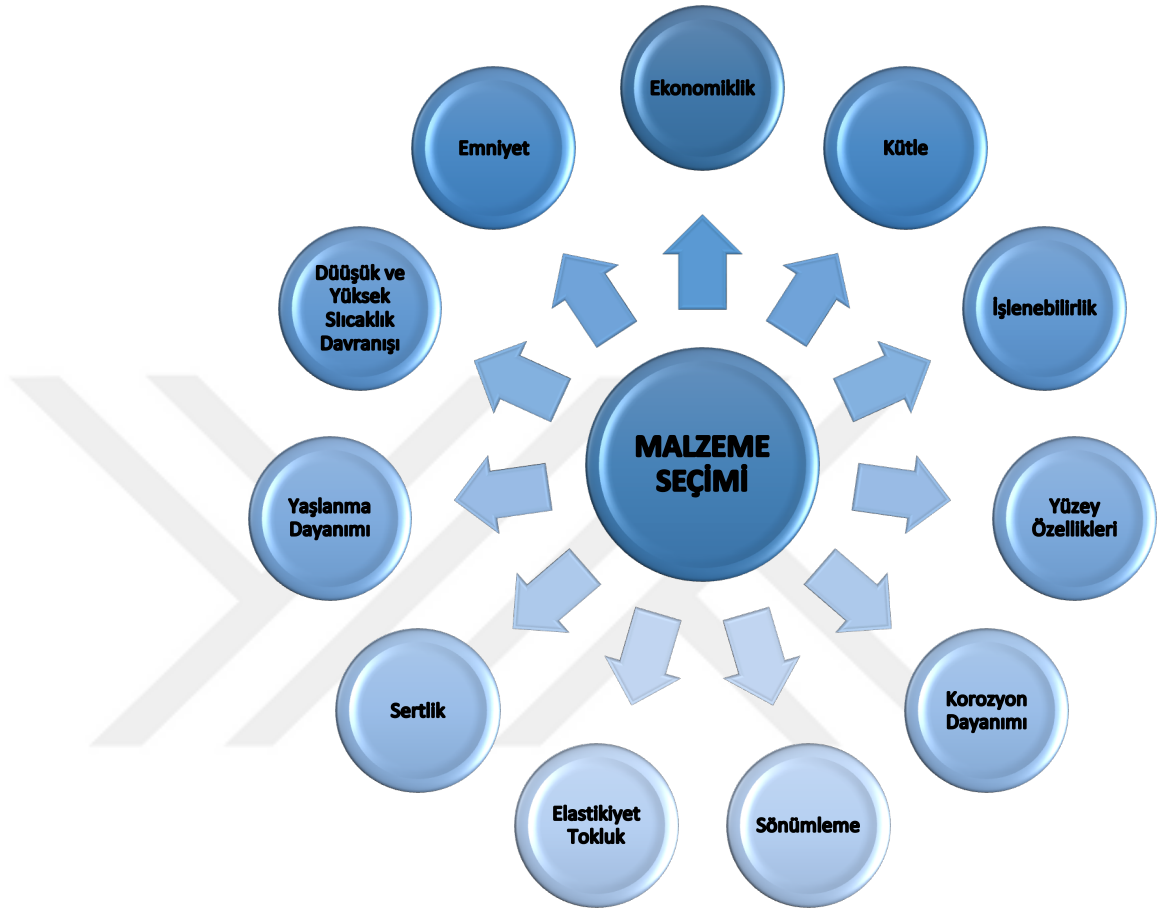 Ekonomiklik
Kütle
İşlenebilirlik
Yüzey
Özellikleri
Korozyon
Dayanımı
Sönümleme
Elastikiyet
Tokluk
Sertlik
Yaşlanma
Dayanımı
Düüşük ve
Yüksek
Slıcaklık
Davranışı
Emniyet
MALZEME
SEÇİMİ